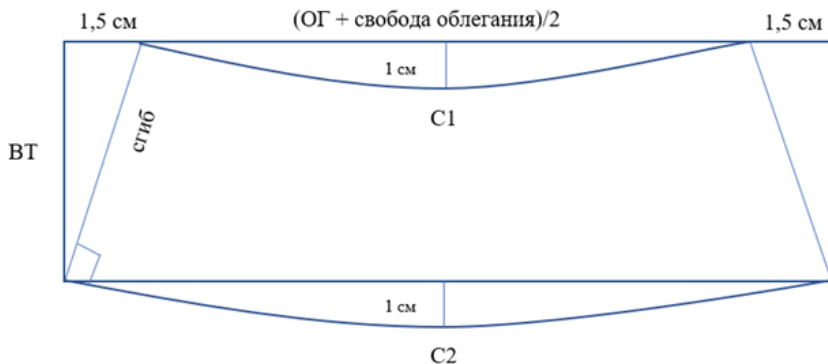 1,5 см
(ОГ + свобода облегания)/2
1,5 см
1 см
С1
сгиб
ВТ
1 см
С2